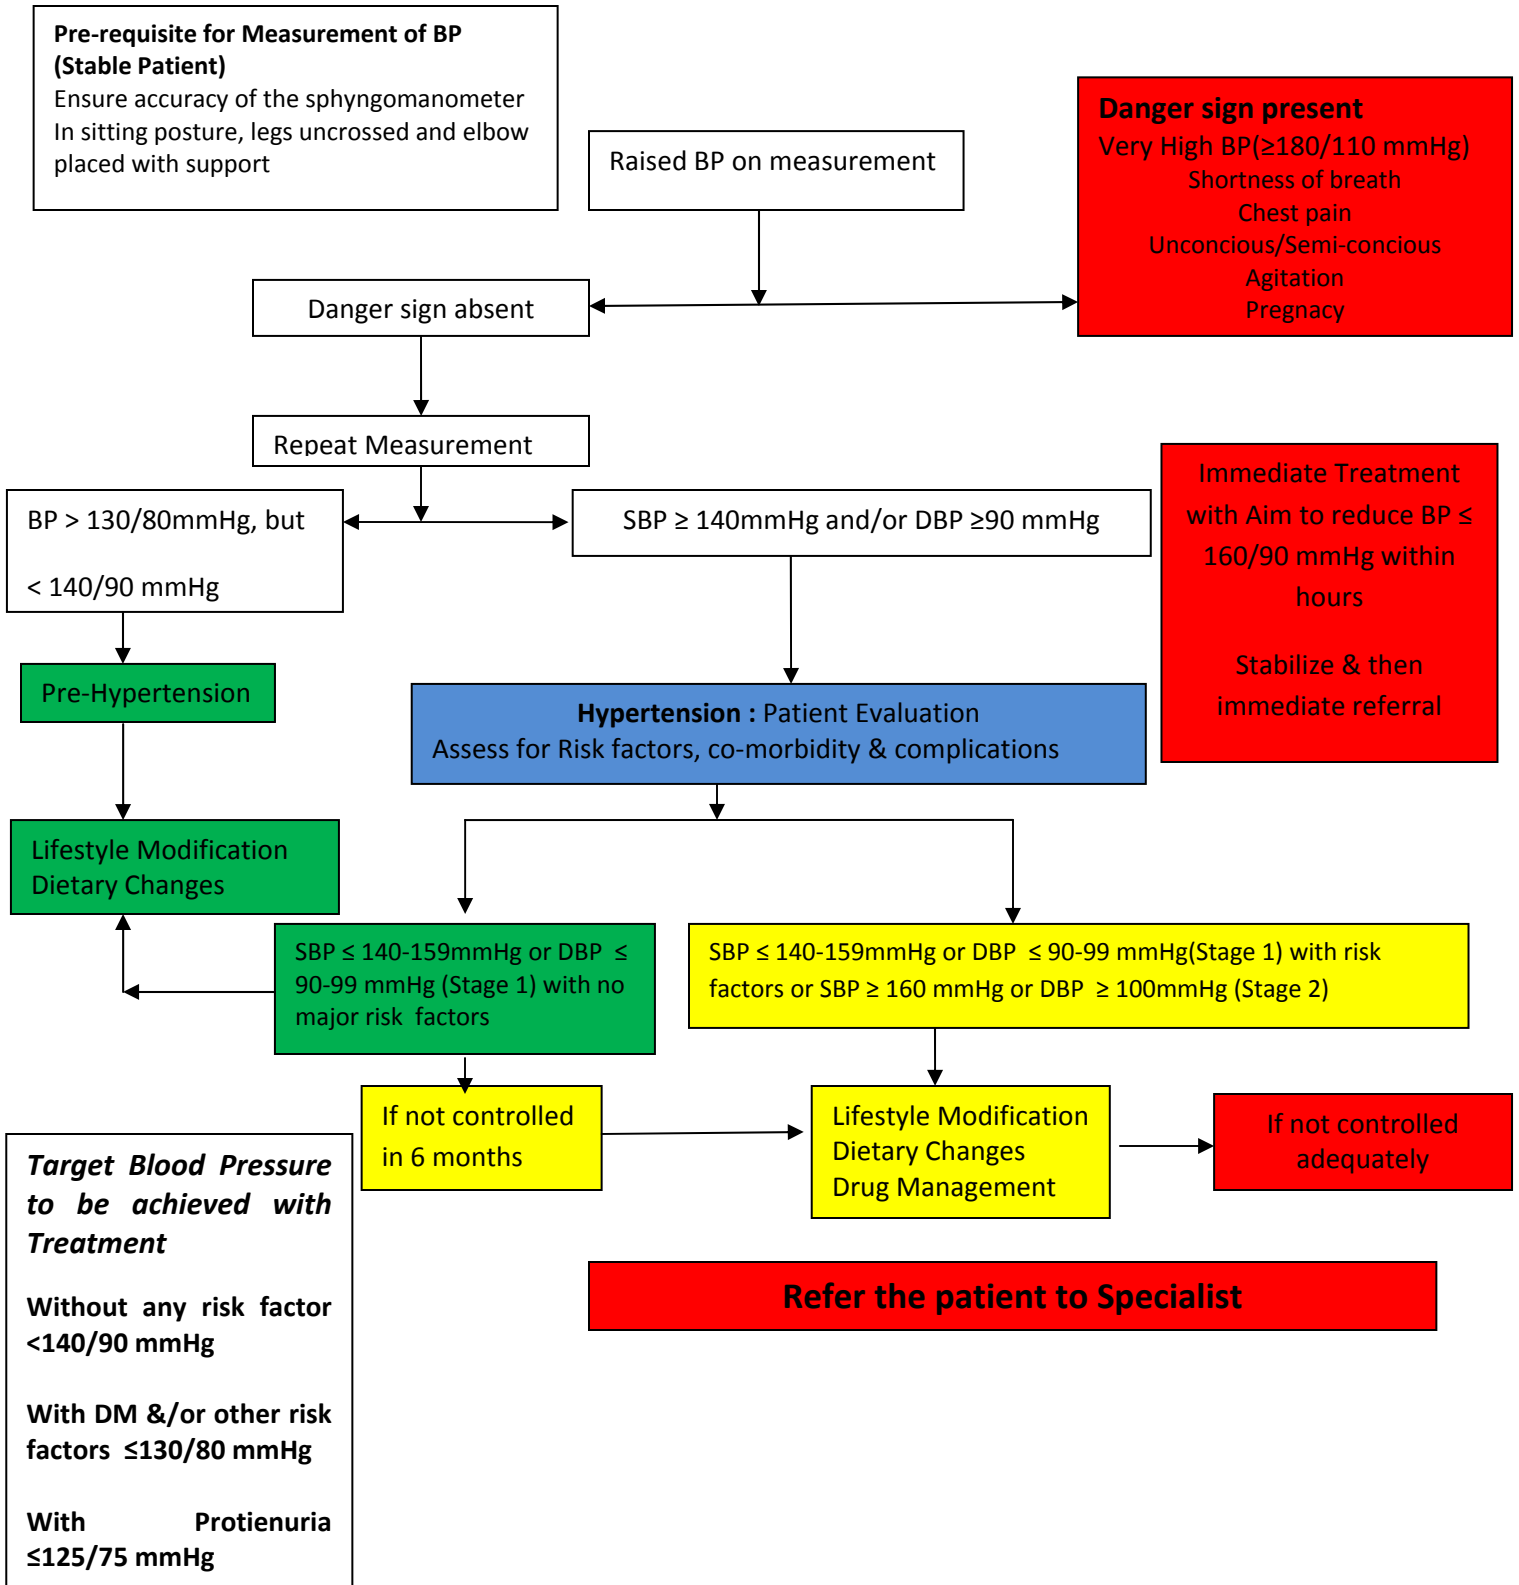 Pre-requisite for Measurement of BP
(Stable Patient)
Ensure accuracy of the sphyngomanometer
In sitting posture, legs uncrossed and elbow
placed with support
Raised BP on measurement
Danger sign present
Very High BP(≥180/110 mmHg)
Shortness of breath
Chest pain
Unconcious/Semi-concious
Agitation
Pregnacy
Danger sign absent
Repeat Measurement
BP > 130/80mmHg, but
< 140/90 mmHg
SBP ≥ 140mmHg and/or DBP ≥90 mmHg
Immediate Treatment
with Aim to reduce BP ≤
160/90 mmHg within
hours
Stabilize & then
immediate referral
Pre-Hypertension
Hypertension : Patient Evaluation
Assess for Risk factors, co-morbidity & complications
Lifestyle Modification
Dietary Changes
SBP ≤ 140-159mmHg or DBP ≤
90-99 mmHg (Stage 1) with no
major risk factors
SBP ≤ 140-159mmHg or DBP ≤ 90-99 mmHg(Stage 1) with risk
factors or SBP ≥ 160 mmHg or DBP ≥ 100mmHg (Stage 2)
If not controlled
in 6 months
Lifestyle Modification
Dietary Changes
Drug Management
If not controlled
adequately
Target Blood Pressure
to be achieved with
Treatment
Without any risk factor
<140/90 mmHg
With DM &/or other risk
factors ≤130/80 mmHg
With Protienuria
≤125/75 mmHg
Refer the patient to Specialist